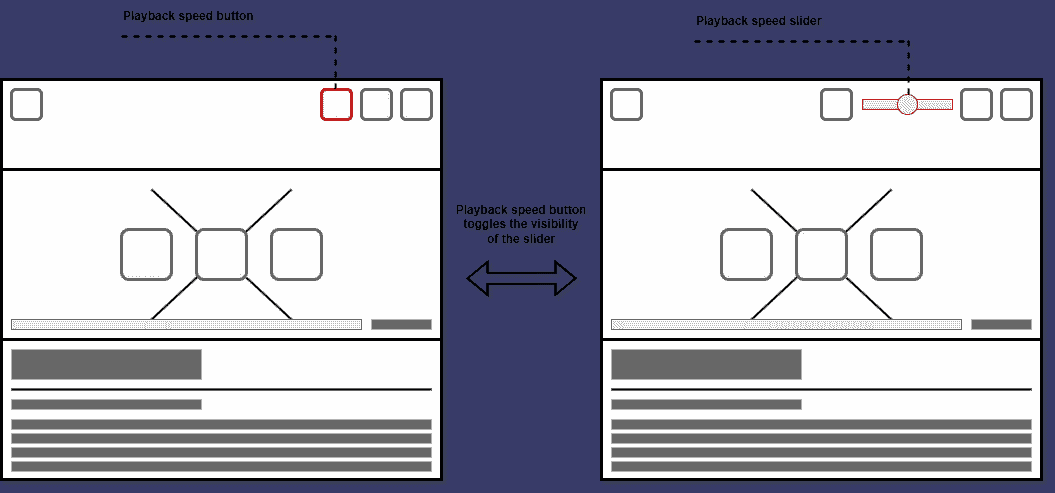 Playback speed button
Playback speed slider
Playback speed button
toggles the visibility
of the slider